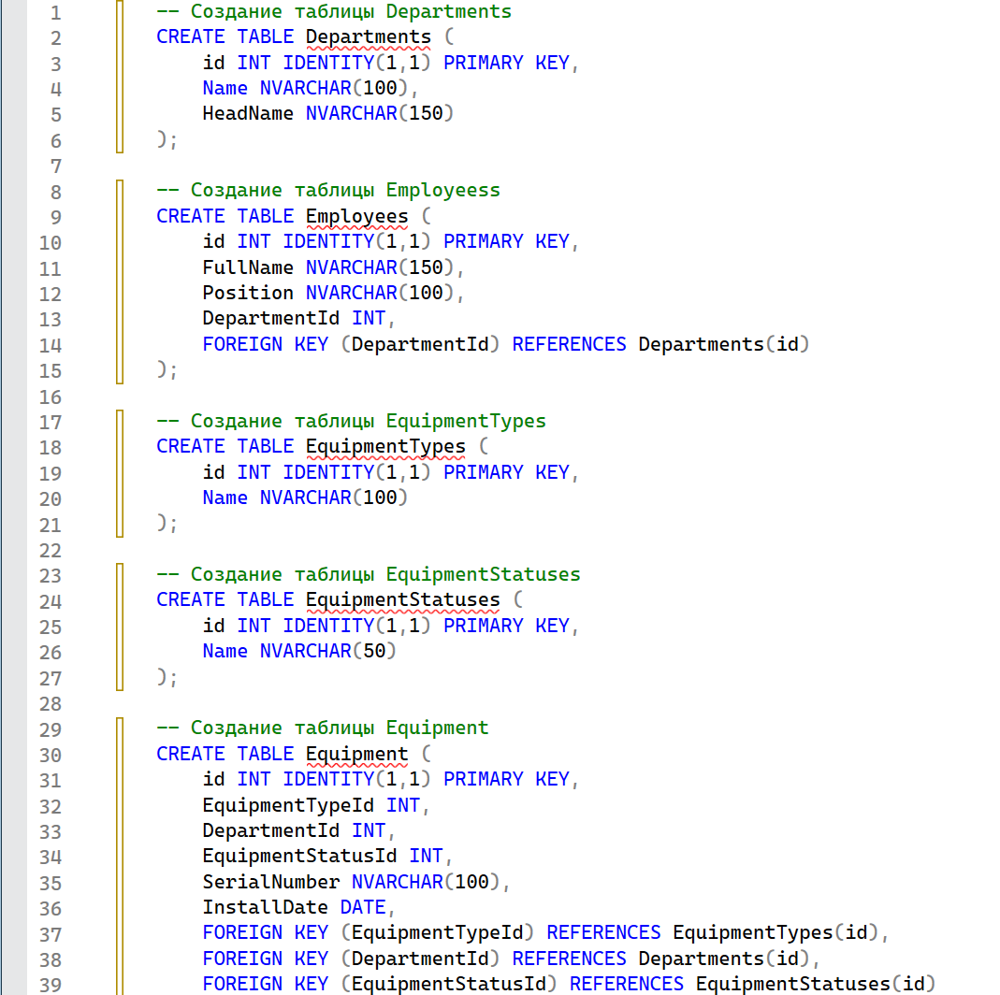 1 -- Создание таблицы Departments
2 CREATE TABLE Departments (
3 id INT IDENTITY(1,1) PRIMARY KEY,
4 Name NVARCHAR(100),
5 HeadName NVARCHAR(150)
6 );
7
8 -- Создание таблицы Employeess
9 CREATE TABLE Employees (
10 id INT IDENTITY(1,1) PRIMARY KEY,
11 FullName NVARCHAR(150),
12 Position NVARCHAR(100),
13 DepartmentId INT,
14 FOREIGN KEY (DepartmentId) REFERENCES Departments(id)
15 );
16
17 -- Создание таблицы EquipmentTypes
18 CREATE TABLE EquipmentTypes (
19 id INT IDENTITY(1,1) PRIMARY KEY,
20 Name NVARCHAR(100)
21 );
22
23 -- Создание таблицы EquipmentStatuses
24 CREATE TABLE EquipmentStatuses (
25 id INT IDENTITY(1,1) PRIMARY KEY,
26 Name NVARCHAR(50)
27 );
28
29 -- Создание таблицы Equipment
30 CREATE TABLE Equipment (
31 id INT IDENTITY(1,1) PRIMARY KEY,
32 EquipmentTypeId INT,
33 DepartmentId INT,
34 EquipmentStatusId INT,
35 SerialNumber NVARCHAR(100),
36 InstallDate DATE,
37 FOREIGN KEY (EquipmentTypeId) REFERENCES EquipmentTypes(id),
38 FOREIGN KEY (DepartmentId) REFERENCES Departments(id),
39 FOREIGN KEY (EquipmentStatusId) REFERENCES EquipmentStatuses(id)